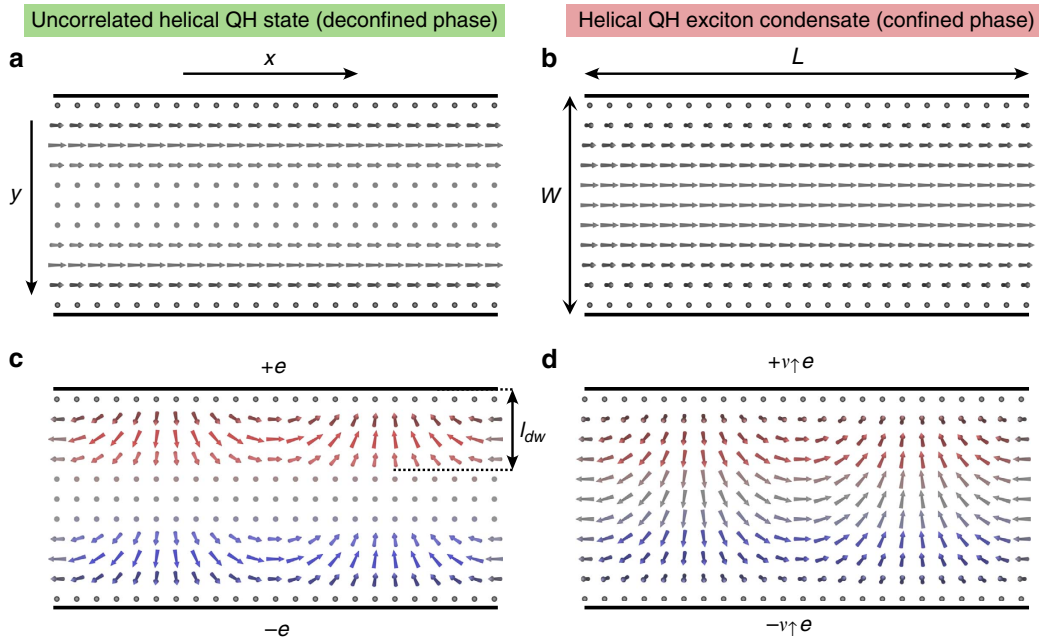 Uncorrelated helical QH state (deconfined phase)
Helical QH exciton condensate (confined phase)
a
x
b
L
y
W
c
+e
d
+ν↑e
l_dw
−e
−ν↑e